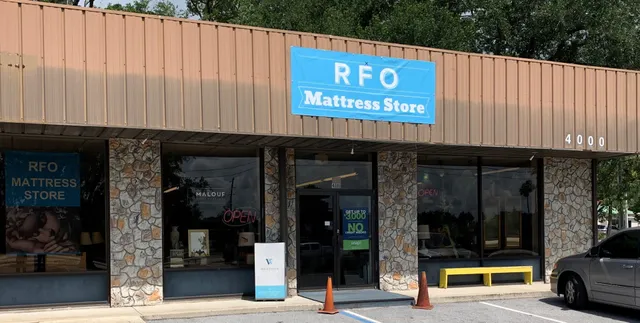 RFO
Mattress Store
4000
RFO
MATTRESS
STORE
MALOUF
OPEN
OPEN
NO